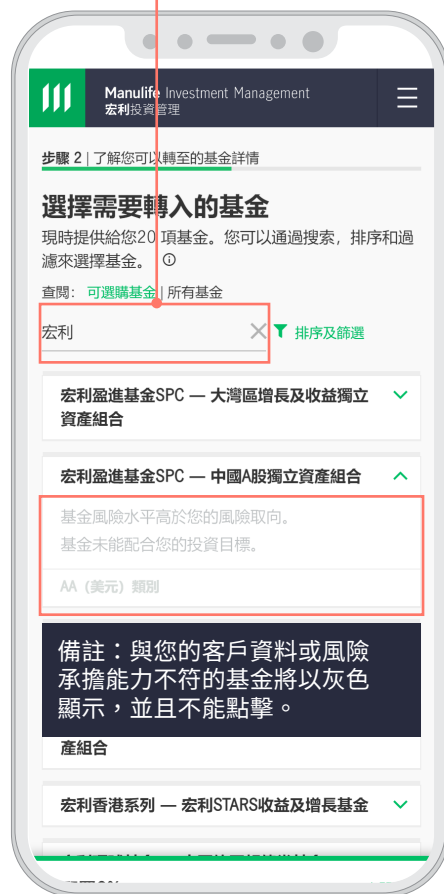 Manulife Investment Management
宏利投資管理
步驟 2 | 了解您可以轉至的基金詳情
選擇需要轉入的基金
現時提供給您20 項基金。您可以通過搜索，排序和過
濾來選擇基金。
查閱： 可選購基金 | 所有基金
宏利
排序及篩選
宏利盈進基金SPC — 大灣區增長及收益獨立
資產組合
宏利盈進基金SPC — 中國A股獨立資產組合
基金風險水平高於您的風險取向。
基金未能配合您的投資目標。
AA（美元）類別
備註：與您的客戶資料或風險
承擔能力不符的基金將以灰色
顯示，並且不能點擊。
產組合
宏利香港系列 — 宏利STARS收益及增長基金